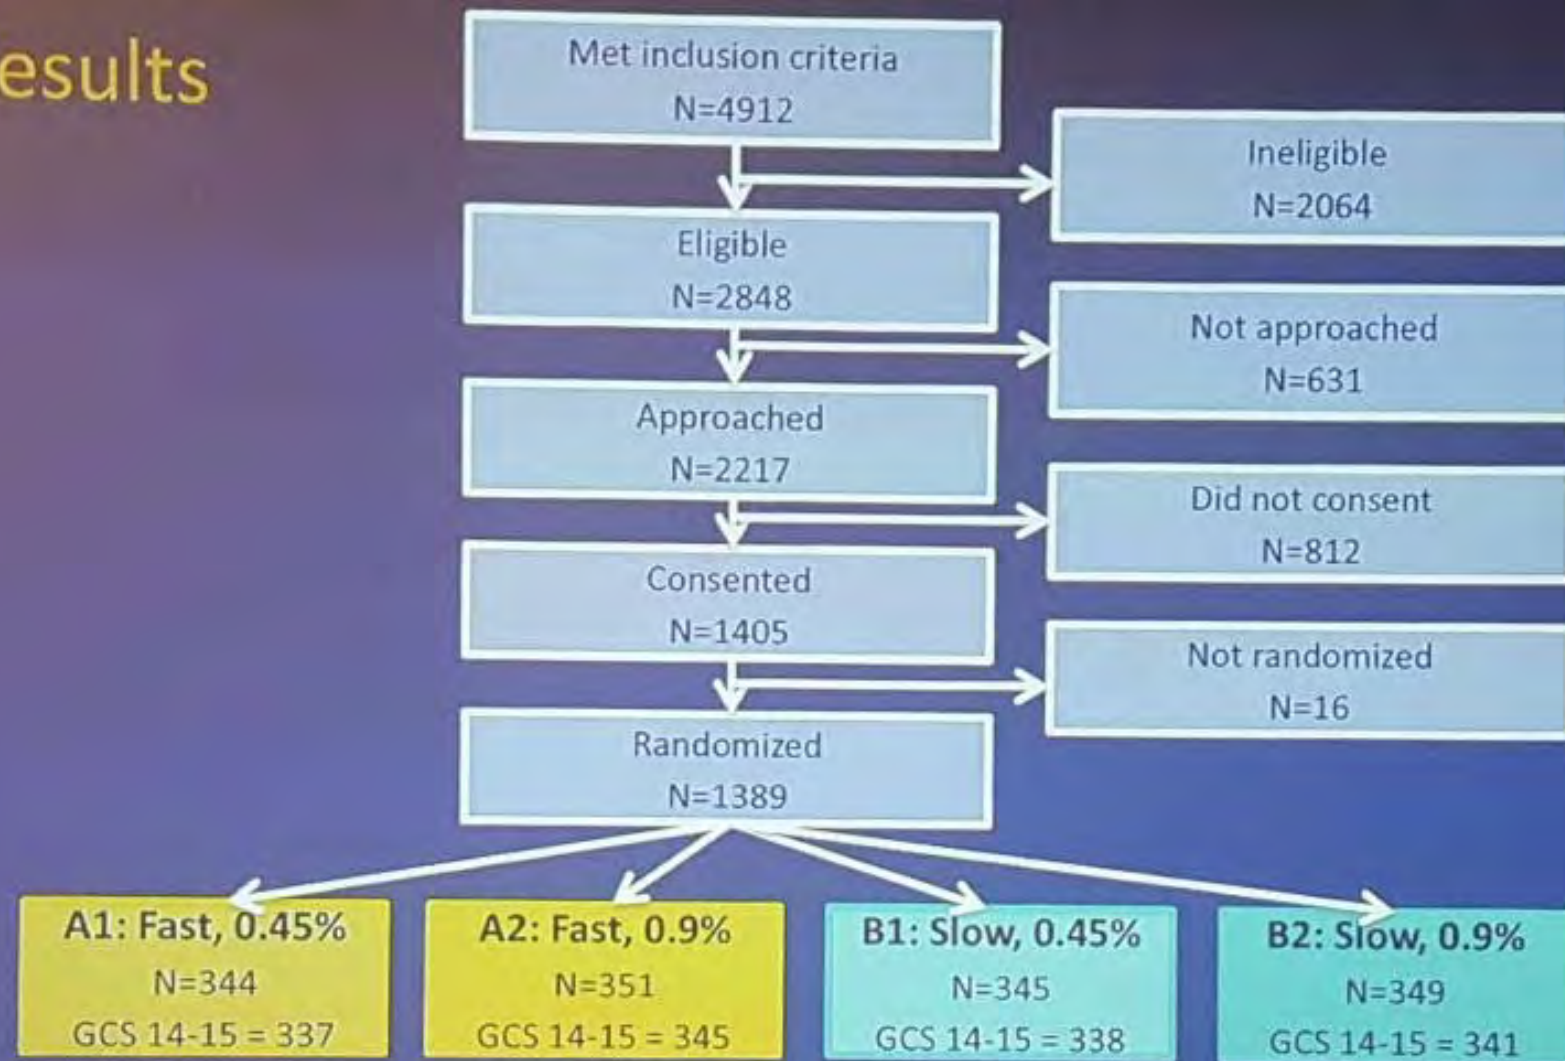 esults
Met inclusion criteria
N=4912
Ineligible
N=2064
Eligible
N=2848
Not approached
N=631
Approached
N=2217
Did not consent
N=812
Consented
N=1405
Not randomized
N=16
Randomized
N=1389
A1: Fast, 0.45%
N=344
GCS 14-15 = 337
A2: Fast, 0.9%
N=351
GCS 14-15 = 345
B1: Slow, 0.45%
N=345
GCS 14-15 = 338
B2: Slow, 0.9%
N=349
GCS 14-15 = 341